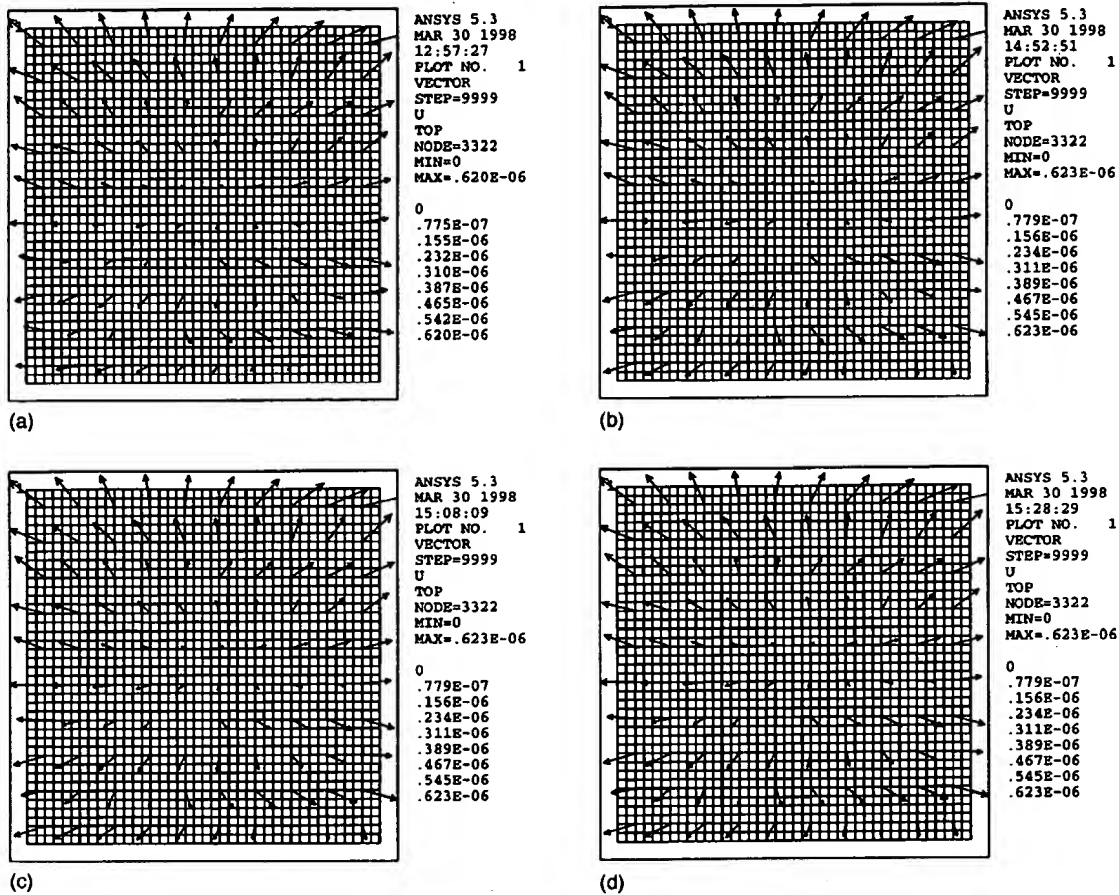 ANSYS 5.3
MAR 30 1998
12:57:27
PLOT NO. 1
VECTOR
STEP=9999
U
TOP
NODE=3322
MIN=0
MAX=.620E-06
0
.775E-07
.155E-06
.232E-06
.310E-06
.387E-06
.465E-06
.542E-06
.620E-06
(a)
ANSYS 5.3
MAR 30 1998
14:52:51
PLOT NO. 1
VECTOR
STEP=9999
U
TOP
NODE=3322
MIN=0
MAX=.623E-06
0
.779E-07
.156E-06
.234E-06
.311E-06
.389E-06
.467E-06
.545E-06
.623E-06
(b)
ANSYS 5.3
MAR 30 1998
15:08:09
PLOT NO. 1
VECTOR
STEP=9999
U
TOP
NODE=3322
MIN=0
MAX=.623E-06
0
.779E-07
.156E-06
.234E-06
.311E-06
.389E-06
.467E-06
.545E-06
.623E-06
(c)
ANSYS 5.3
MAR 30 1998
15:28:29
PLOT NO. 1
VECTOR
STEP=9999
U
TOP
NODE=3322
MIN=0
MAX=.623E-06
0
.779E-07
.156E-06
.234E-06
.311E-06
.389E-06
.467E-06
.545E-06
.623E-06
(d)